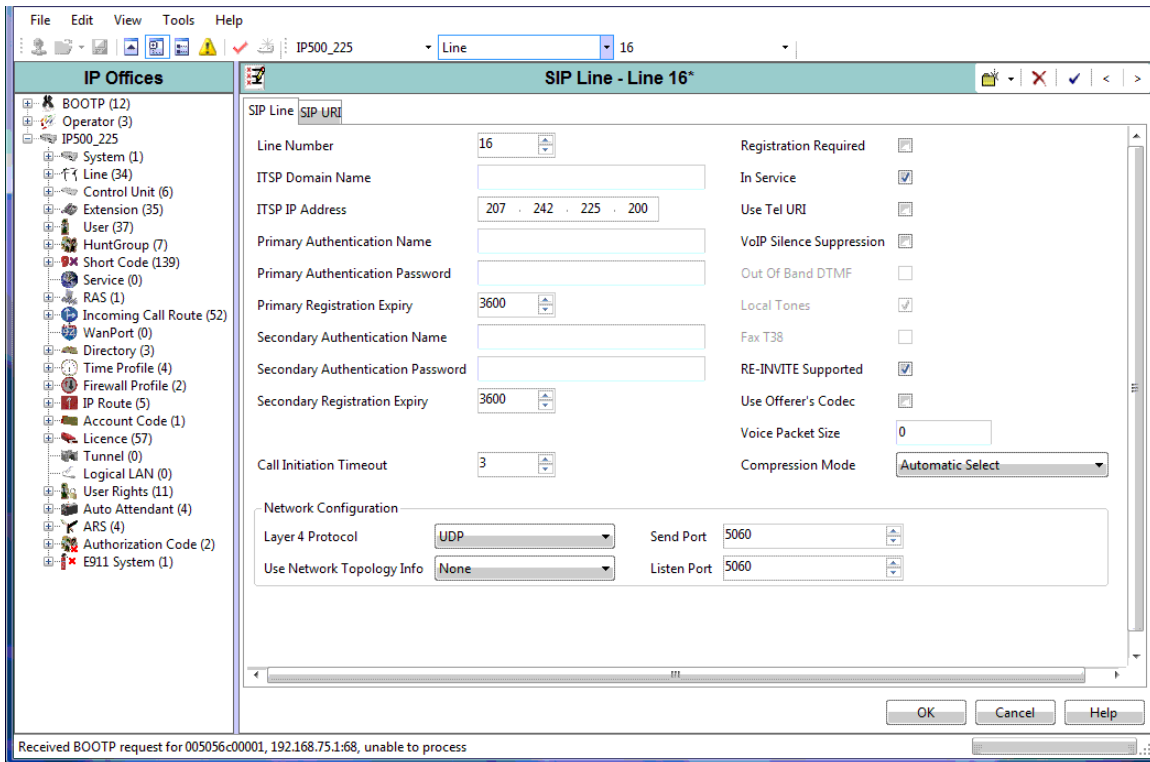 File Edit View Tools Help
IP500_225 Line 16
IP Offices
BOOTP (12)
Operator (3)
IP500_225
System (1)
Line (34)
Control Unit (6)
Extension (35)
User (37)
HuntGroup (7)
Short Code (139)
Service (0)
RAS (1)
Incoming Call Route (52)
WanPort (0)
Directory (3)
Time Profile (4)
Firewall Profile (2)
IP Route (5)
Account Code (1)
Licence (57)
Tunnel (0)
Logical LAN (0)
User Rights (11)
Auto Attendant (4)
ARS (4)
Authorization Code (2)
E911 System (1)
SIP Line - Line 16*
SIP Line SIP URI
Line Number 16
ITSP Domain Name
ITSP IP Address 207 . 242 . 225 . 200
Primary Authentication Name
Primary Authentication Password
Primary Registration Expiry 3600
Secondary Authentication Name
Secondary Authentication Password
Secondary Registration Expiry 3600
Call Initiation Timeout 3
Registration Required
In Service
Use Tel URI
VoIP Silence Suppression
Out Of Band DTMF
Local Tones
Fax T38
RE-INVITE Supported
Use Offerer's Codec
Voice Packet Size 0
Compression Mode Automatic Select
Network Configuration
Layer 4 Protocol UDP Send Port 5060
Use Network Topology Info None Listen Port 5060
OK Cancel Help
Received BOOTP request for 005056c00001, 192.168.75.1:68, unable to process